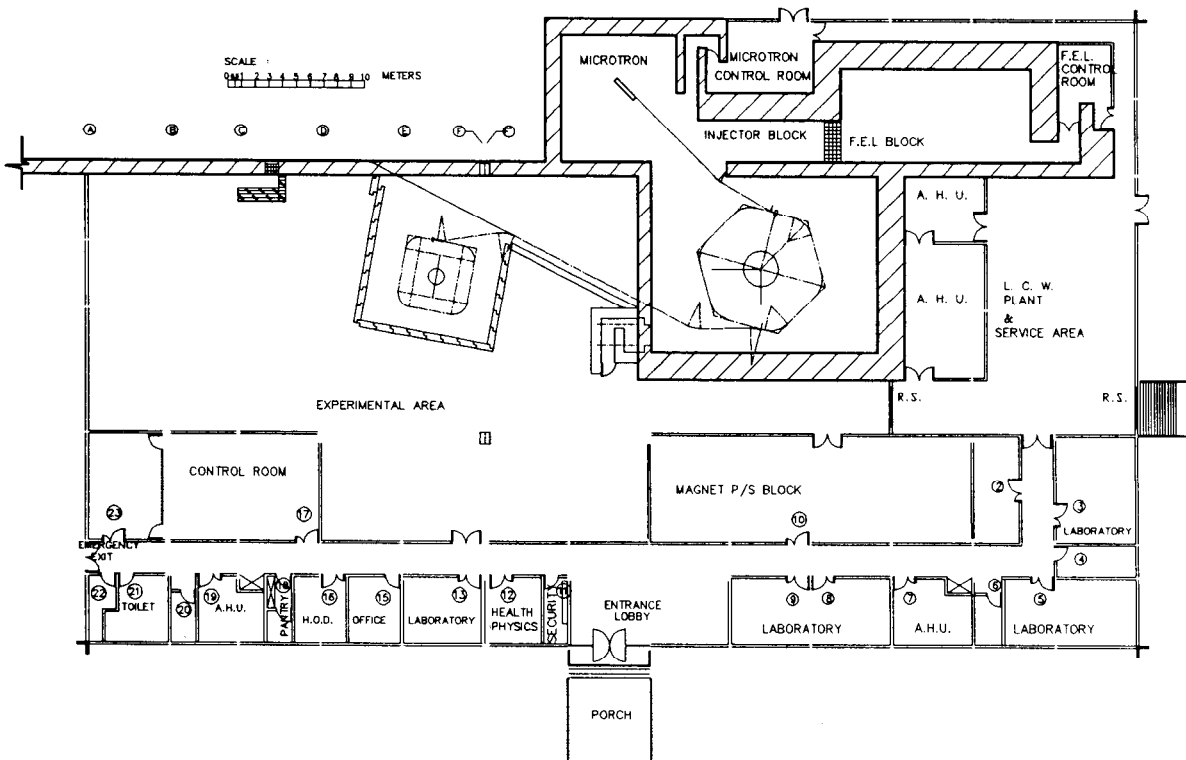 SCALE :
0 M 1 2 3 4 5 6 7 8 9 10 METERS
A B C D E F
MICROTRON
MICROTRON
CONTROL ROOM
F.E.L.
CONTROL
ROOM
INJECTOR BLOCK
F.E.L BLOCK
A. H. U.
A. H. U.
L. C. W.
PLANT
&
SERVICE AREA
R.S.
R.S.
EXPERIMENTAL AREA
CONTROL ROOM
MAGNET P/S BLOCK
23
17
10
2
3
LABORATORY
EMERGENCY
EXIT
4
22
21
TOILET
20
19
A.H.U.
18
PANTRY
16
H.O.D.
15
OFFICE
13
LABORATORY
12
HEALTH
PHYSICS
11
SECURITY
ENTRANCE
LOBBY
9
8
LABORATORY
7
A.H.U.
6
5
LABORATORY
PORCH